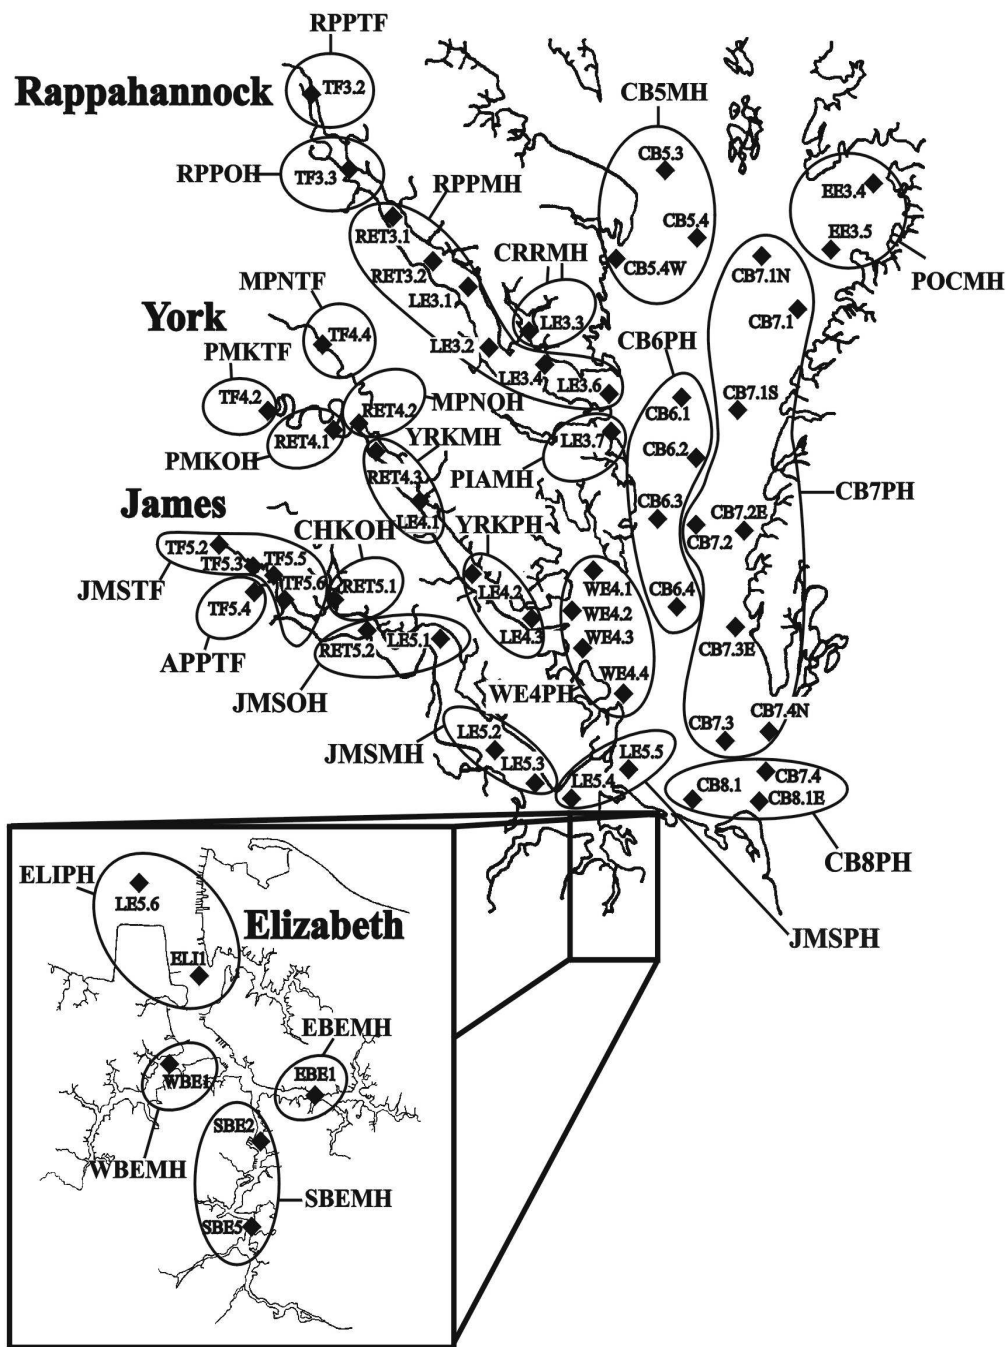 RPPTF
Rappahannock
TF3.2
CB5MH
RPPOH
TF3.3
RPPMH
CB5.3
EE3.4
RET3.1
CB5.4
EE3.5
RET3.2
CRRMH
CB5.4W
CB7.1N
POCMH
MPNTF
LE3.1
York
TF4.4
LE3.3
CB7.1
PMKTF
LE3.2
CB6PH
LE3.4
LE3.6
TF4.2
RET4.2
MPNOH
CB6.1
CB7.1S
RET4.1
YRKMH
LE3.7
PMKOH
RET4.3
PIAMH
CB6.2
CB7PH
James
LE4.1
CB6.3
CB7.2E
CHKOH
YRKPH
CB7.2
TF5.2
TF5.3
TF5.5
JMSTF
TF5.6
RET5.1
LE4.2
WE4.1
CB6.4
TF5.4
WE4.2
LE4.3
WE4.3
CB7.3E
APPTF
RET5.2
LE5.1
WE4.4
JMSOH
WE4PH
CB7.4N
CB7.3
JMSMH
LE5.2
LE5.5
LE5.3
LE5.4
CB8.1
CB7.4
CB8.1E
CB8PH
JMSPH
ELIPH
LE5.6
Elizabeth
ELI1
EBEMH
WBE1
EBE1
SBE2
WBEMH
SBEMH
SBE5